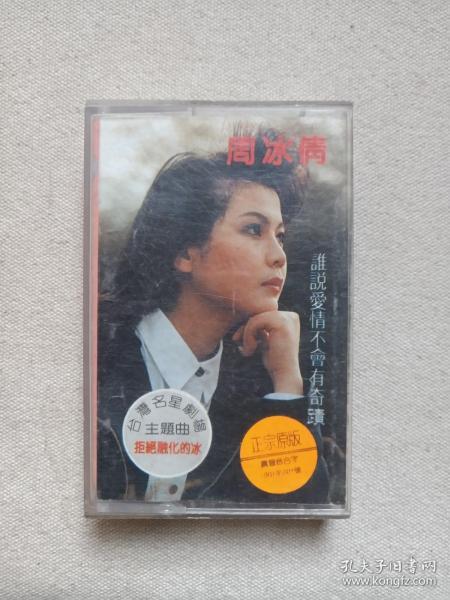 周冰倩
誰説愛情不會有奇蹟
台灣名星劇場
主題曲
拒絕融化的冰
正宗原版
孔夫子旧书网
www.kongfz.com